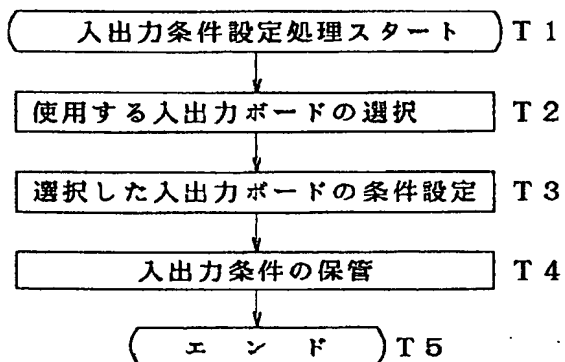 入出力条件設定処理スタート T1
使用する入出力ボードの選択 T2
選択した入出力ボードの条件設定 T3
入出力条件の保管 T4
エンド T5